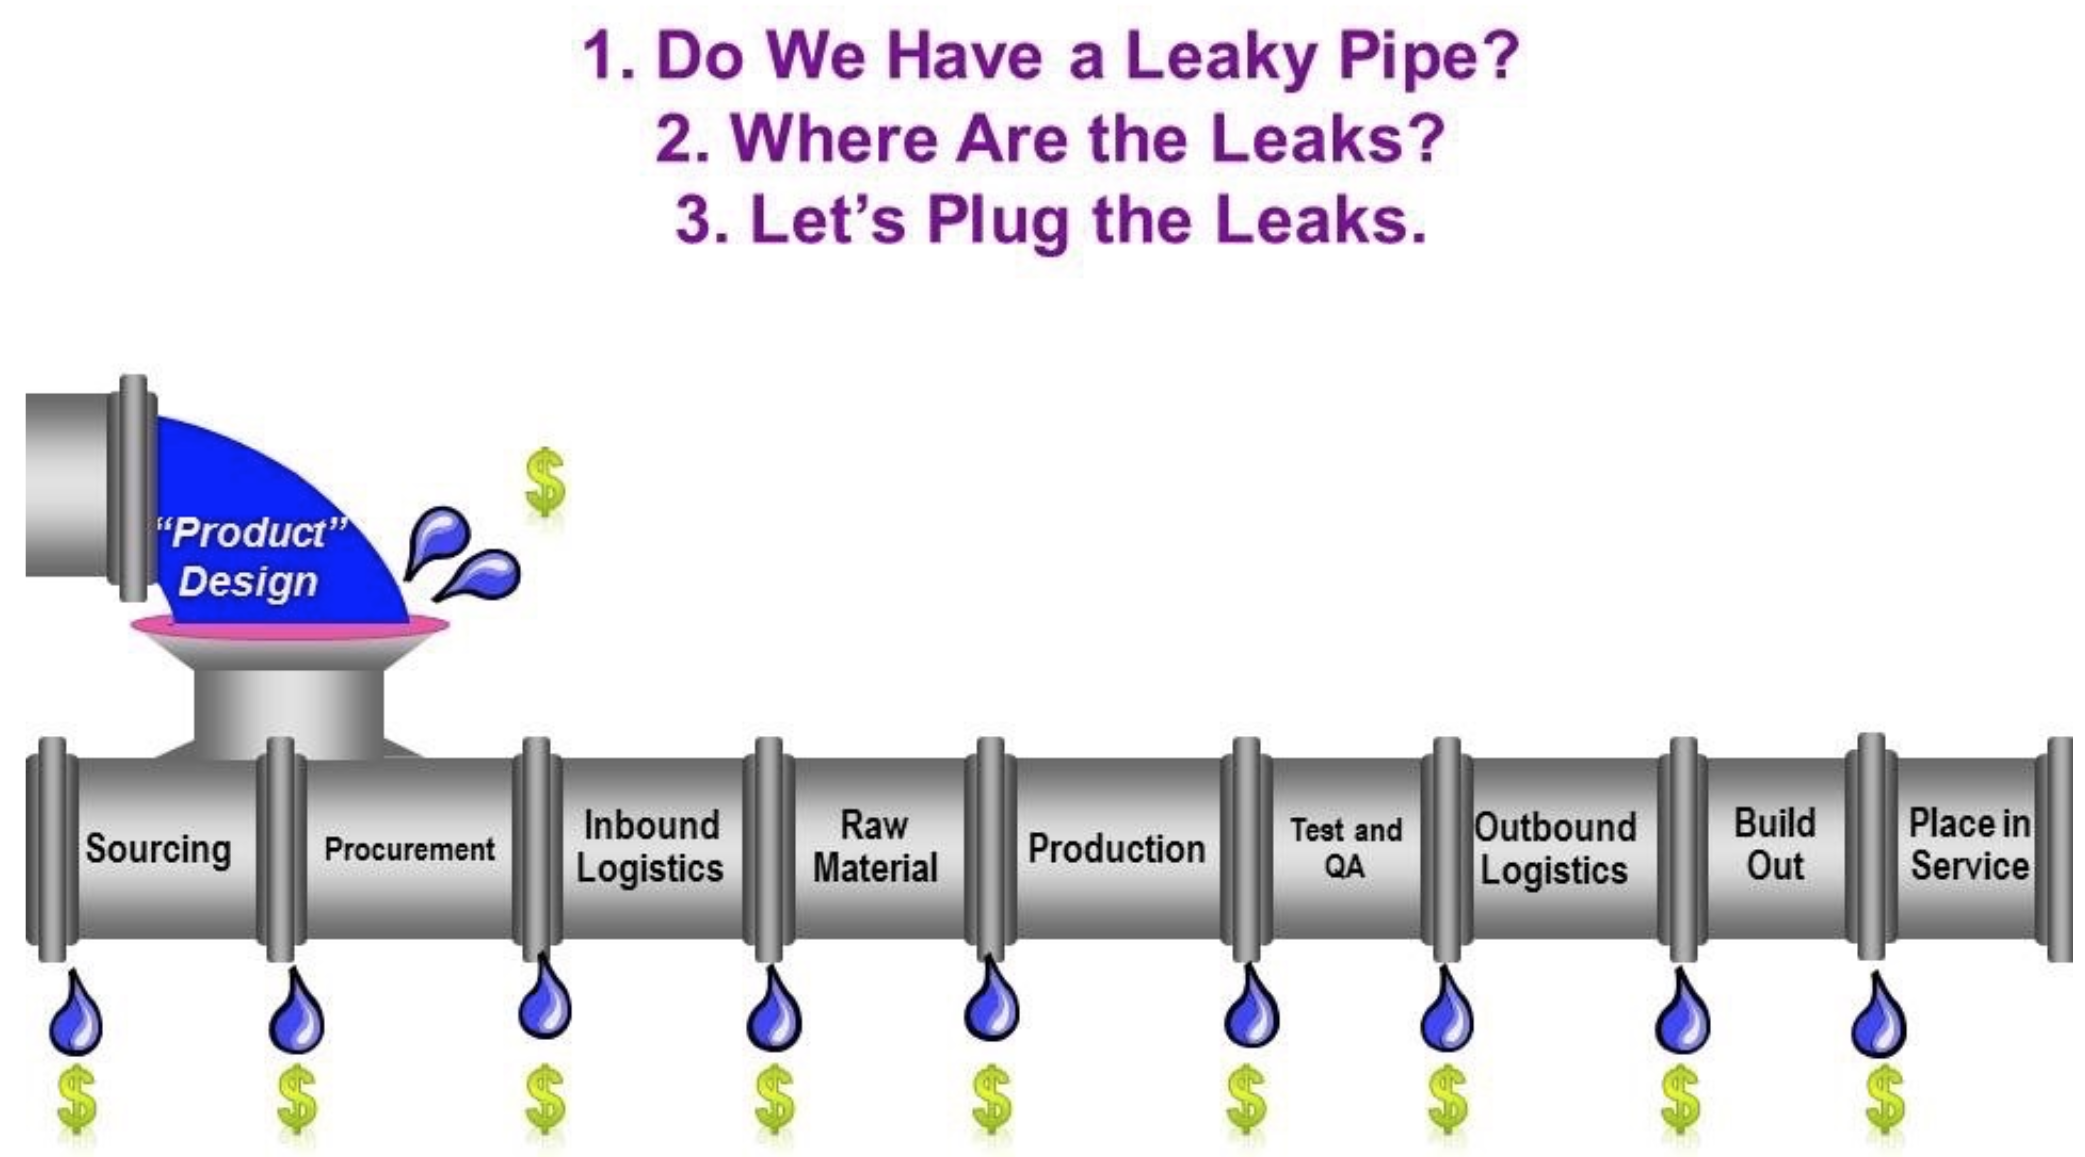 1. Do We Have a Leaky Pipe?
2. Where Are the Leaks?
3. Let’s Plug the Leaks.
$
“Product”
Design
Sourcing
Procurement
Inbound
Logistics
Raw
Material
Production
Test and
QA
Outbound
Logistics
Build
Out
Place in
Service
$ $ $ $ $ $ $ $ $